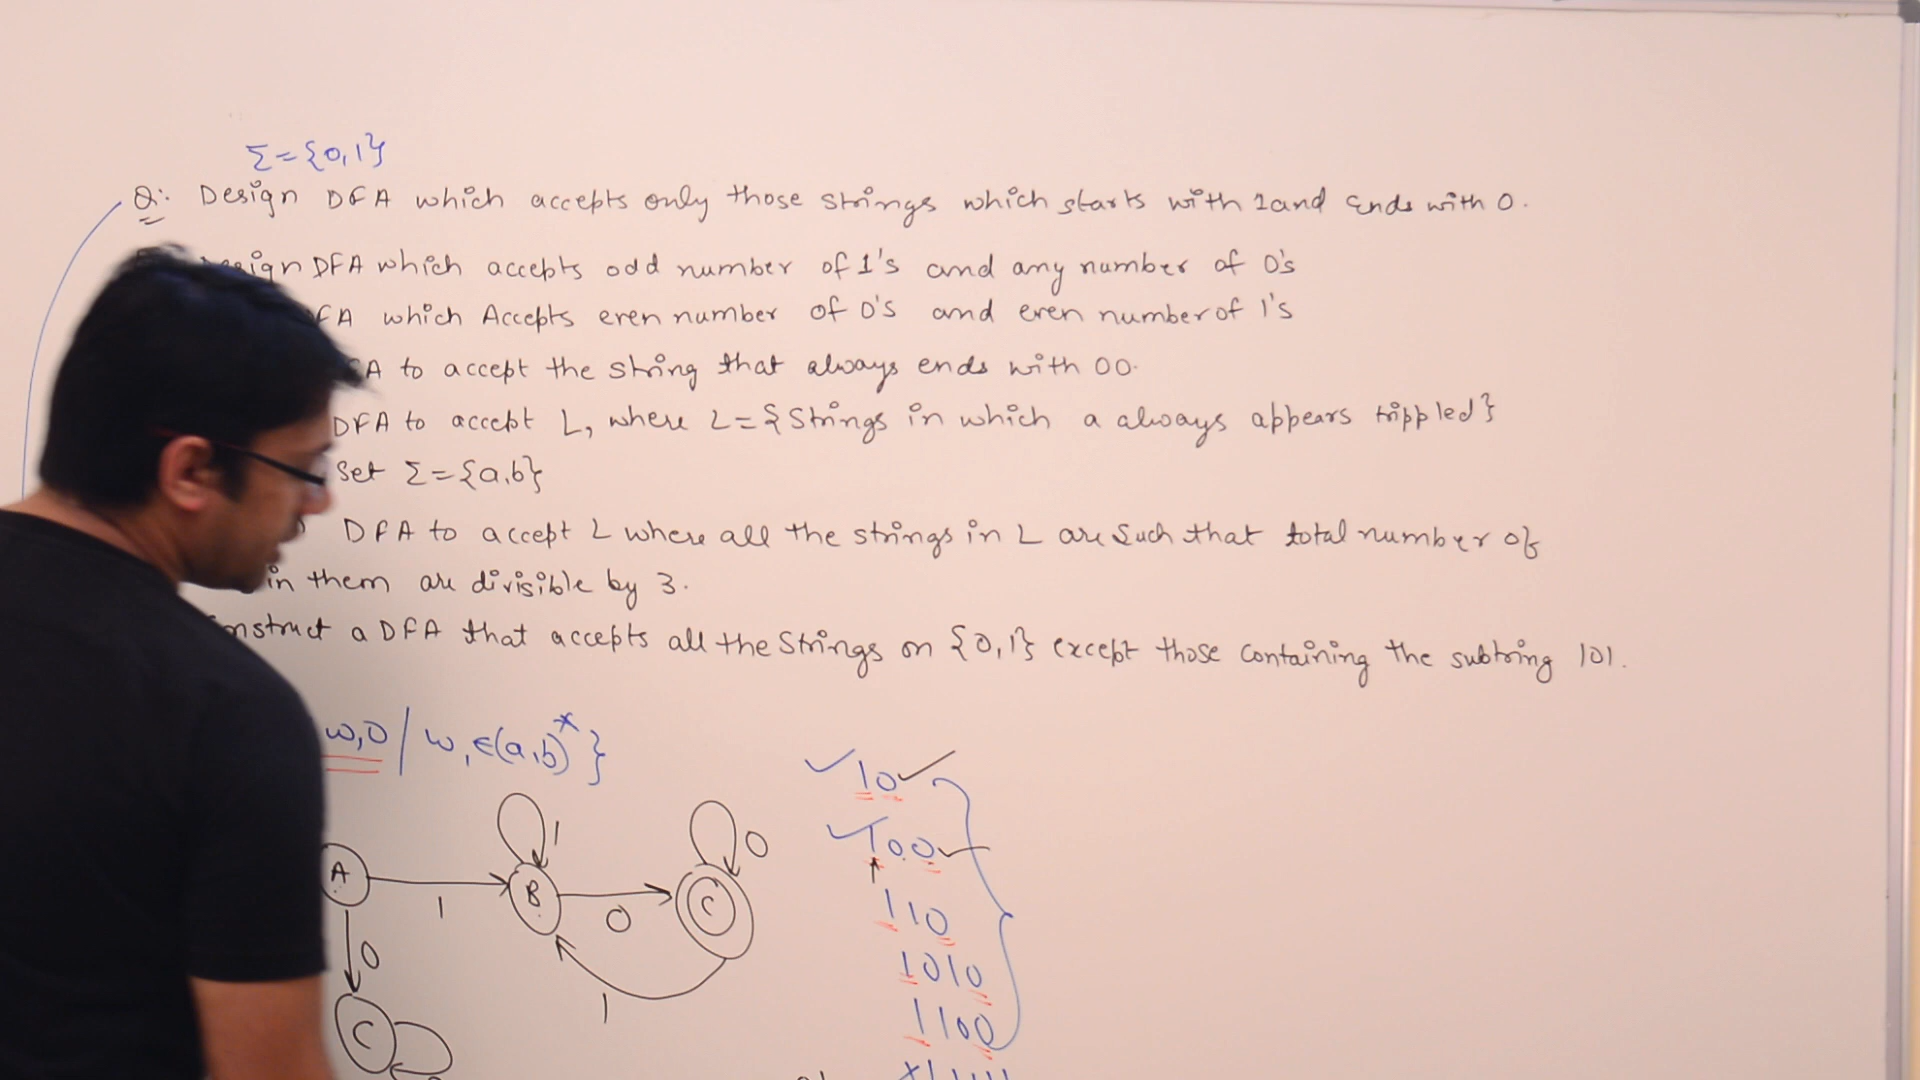 Σ={0,1}
Q: Design DFA which accepts only those strings which starts with 1 and Ends with 0.
DFA which accepts odd number of 1's and any number of 0's
which Accepts even number of 0's and even number of 1's
to accept the string that always ends with 00.
DFA to accept L, where L={Strings in which a always appears trippled}
Set Σ={a,b}
DFA to accept L where all the strings in L are Such that total number of
in them are divisible by 3.
a DFA that accepts all the Strings on {0,1} except those containing the subtring 101.
w,0 / w,∈(a,b)* }
10
100
110
1010
1100
1
0
A
1
B
0
C
0
1
C